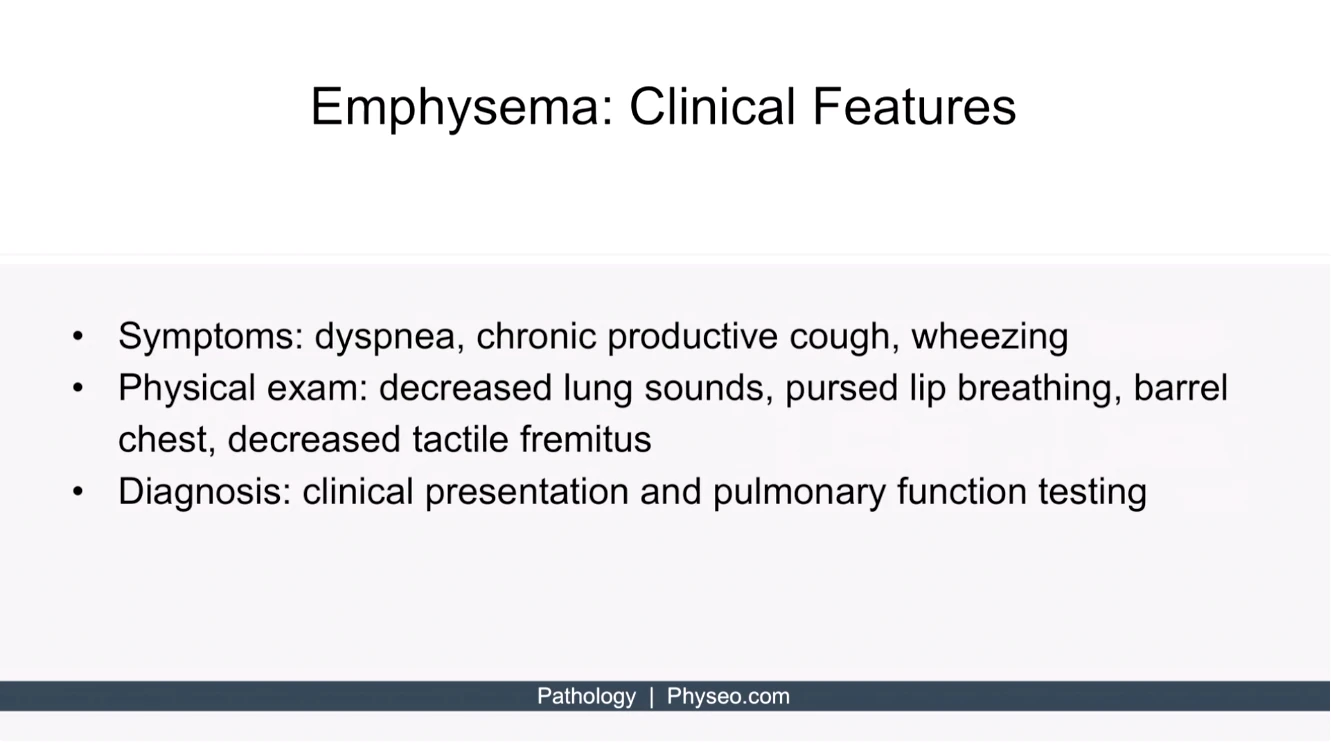 Emphysema: Clinical Features
• Symptoms: dyspnea, chronic productive cough, wheezing
• Physical exam: decreased lung sounds, pursed lip breathing, barrel
chest, decreased tactile fremitus
• Diagnosis: clinical presentation and pulmonary function testing
Pathology | Physeo.com